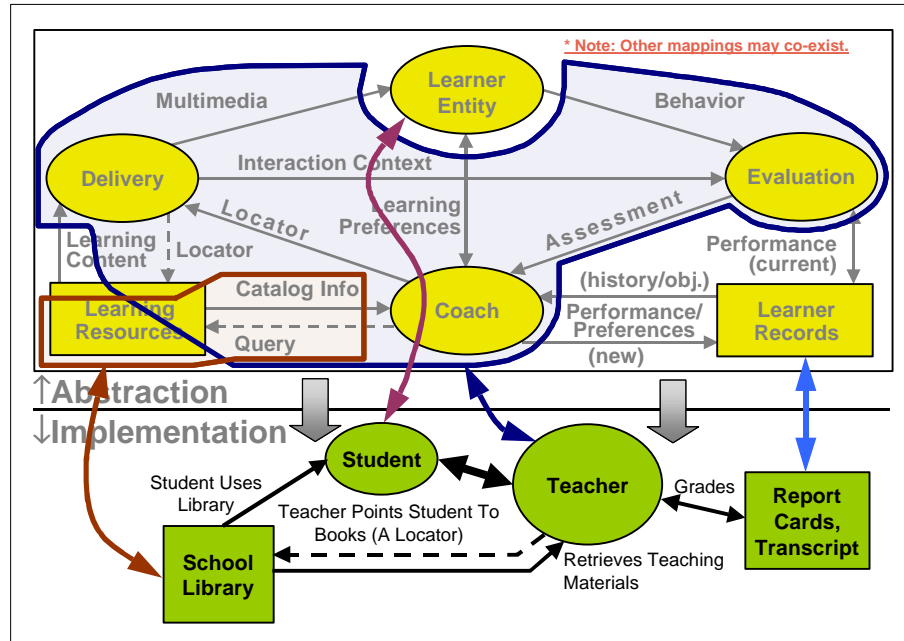 * Note: Other mappings may co-exist.
Learner
Entity
Multimedia
Behavior
Delivery
Interaction Context
Evaluation
Locator
Learning
Preferences
Assessment
Learning
Content
Locator
Performance
(current)
Learning
Resources
Catalog Info
Query
Coach
(history/obj.)
Performance/
Preferences
(new)
Learner
Records
↑Abstraction
↓Implementation
Student
Teacher
Student Uses
Library
Teacher Points Student To
Books (A Locator)
Grades
Report
Cards,
Transcript
School
Library
Retrieves Teaching
Materials